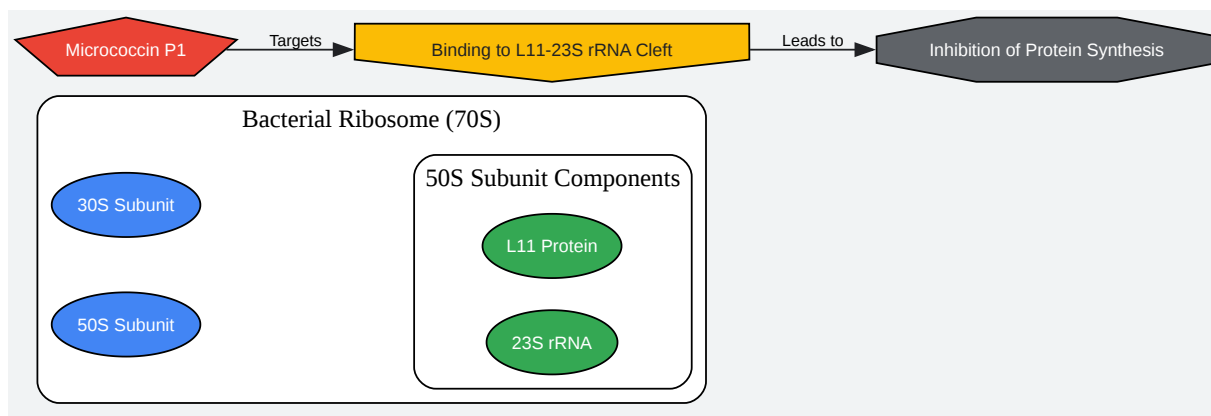 Micrococcin P1
Targets
Binding to L11-23S rRNA Cleft
Leads to
Inhibition of Protein Synthesis
Bacterial Ribosome (70S)
50S Subunit Components
30S Subunit
L11 Protein
50S Subunit
23S rRNA